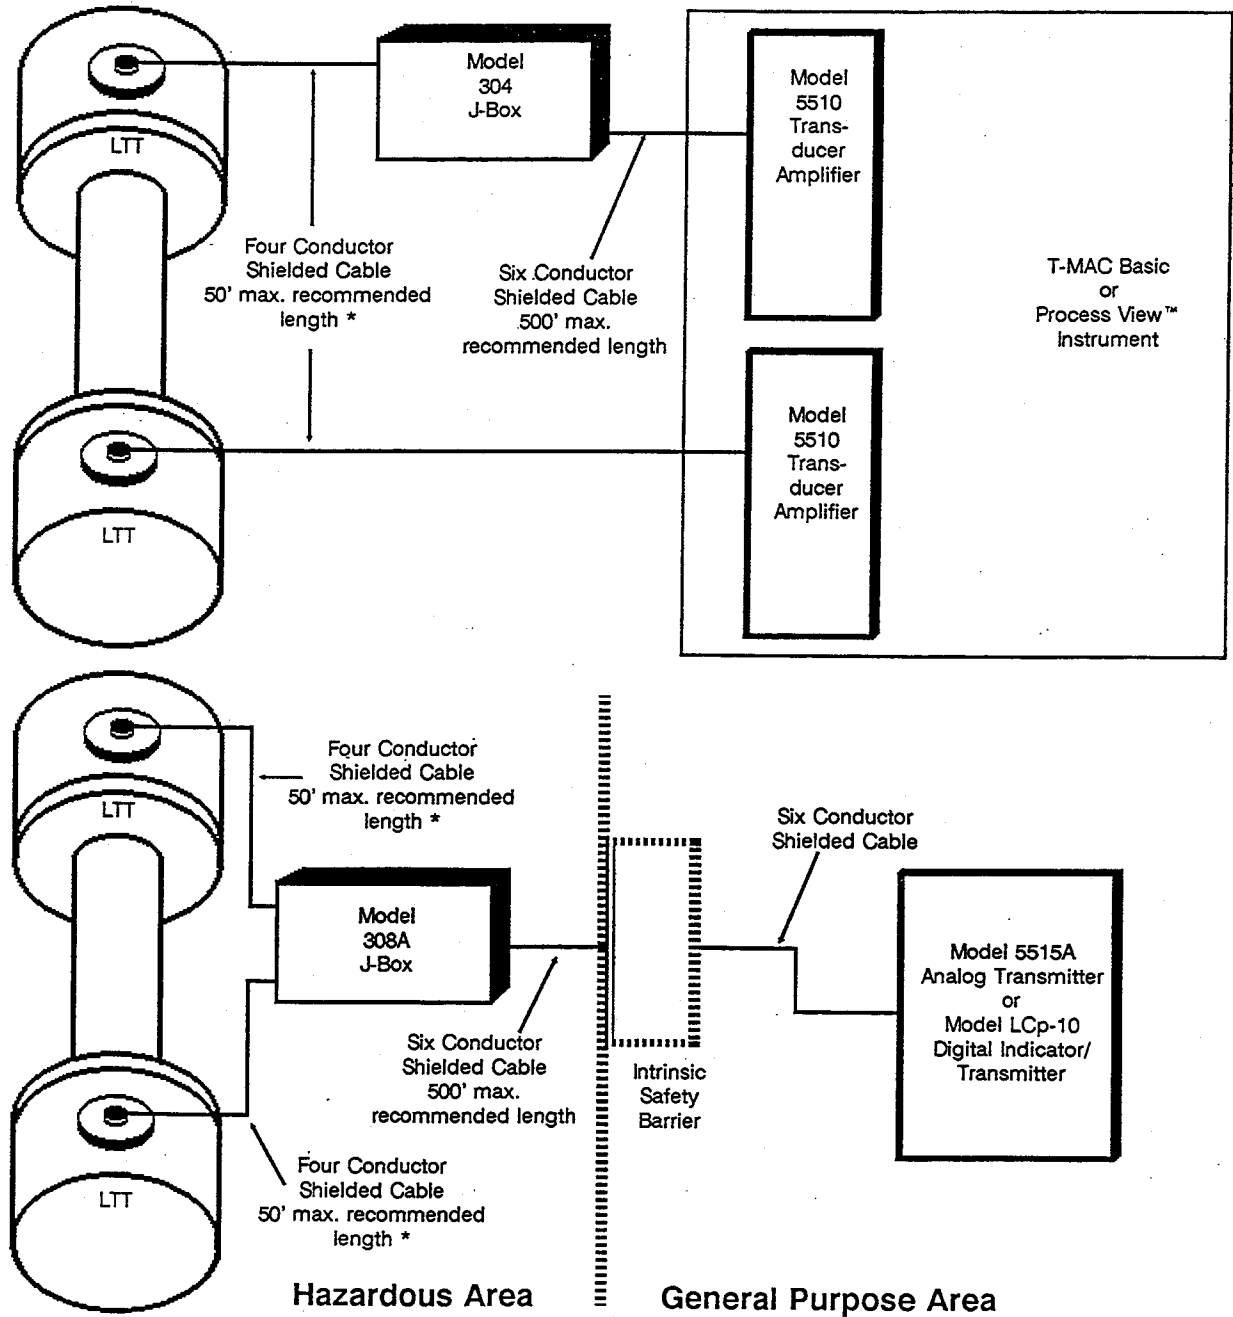 Model
304
J-Box
LTT
Four Conductor
Shielded Cable
50' max. recommended
length *
Six Conductor
Shielded Cable
500' max.
recommended length
Model
5510
Trans-
ducer
Amplifier
T-MAC Basic
or
Process View™
Instrument
Model
5510
Trans-
ducer
Amplifier
LTT
Four Conductor
Shielded Cable
50' max. recommended
length *
LTT
Model
308A
J-Box
Six Conductor
Shielded Cable
500' max.
recommended length
Four Conductor
Shielded Cable
50' max. recommended
length *
LTT
Intrinsic
Safety
Barrier
Six Conductor
Shielded Cable
Model 5515A
Analog Transmitter
or
Model LCp-10
Digital Indicator/
Transmitter
Hazardous Area
General Purpose Area